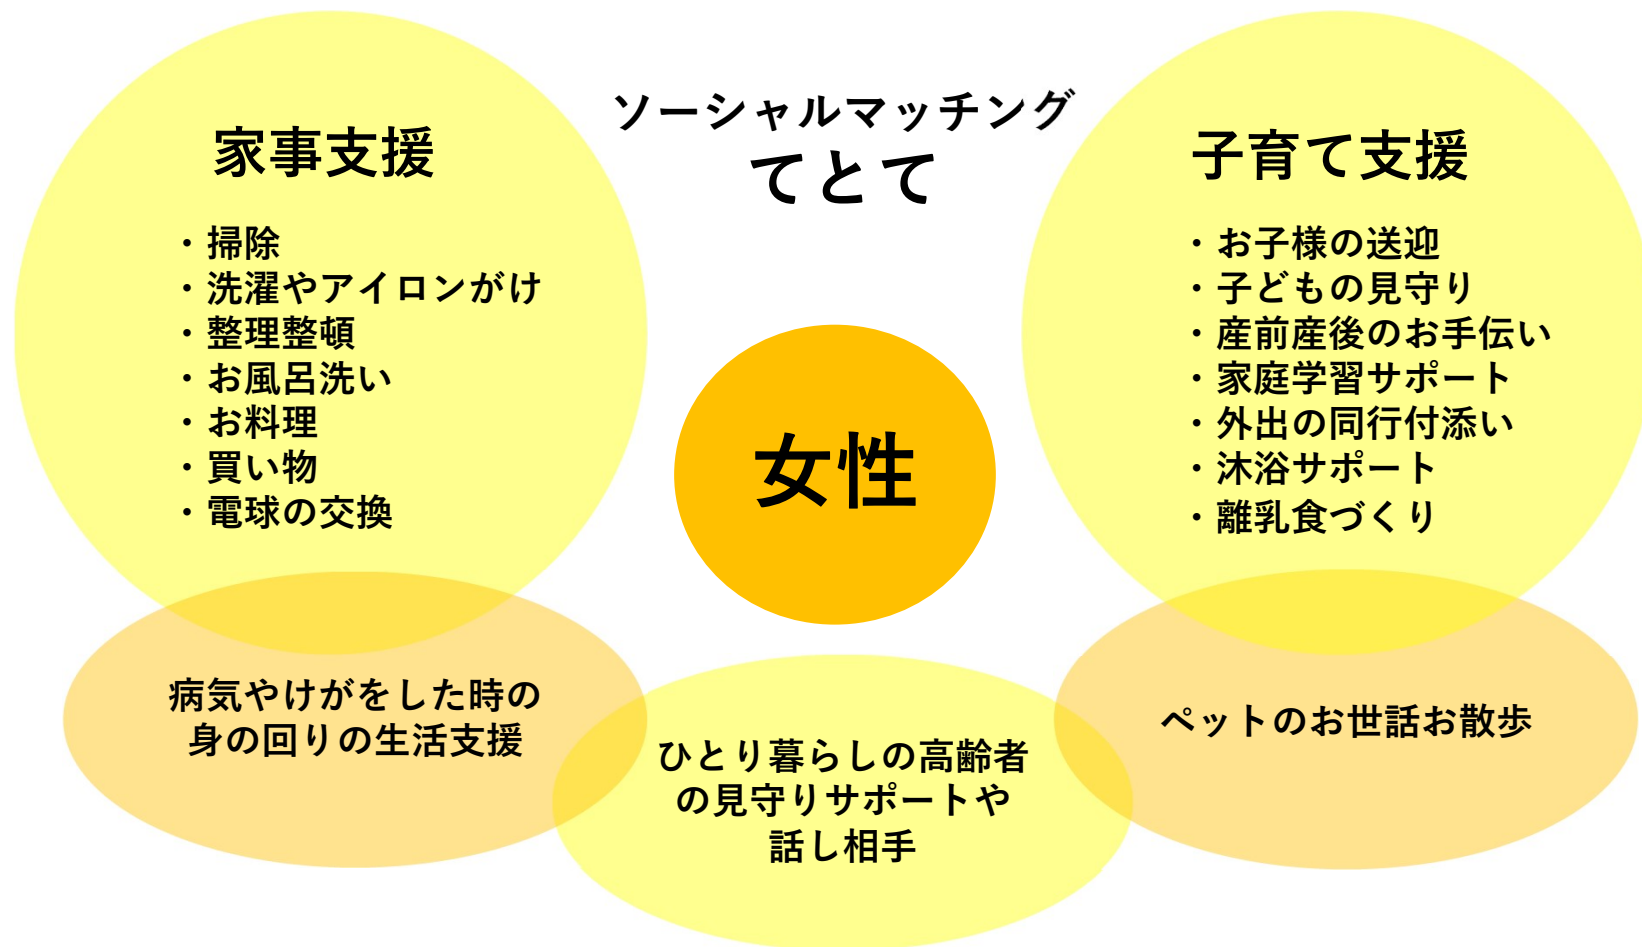 ソーシャルマッチング
てとて
家事支援
・掃除
・洗濯やアイロンがけ
・整理整頓
・お風呂洗い
・お料理
・買い物
・電球の交換
子育て支援
・お子様の送迎
・子どもの見守り
・産前産後のお手伝い
・家庭学習サポート
・外出の同行付添い
・沐浴サポート
・離乳食づくり
女性
病気やけがをした時の
身の回りの生活支援
ひとり暮らしの高齢者
の見守りサポートや
話し相手
ペットのお世話お散歩